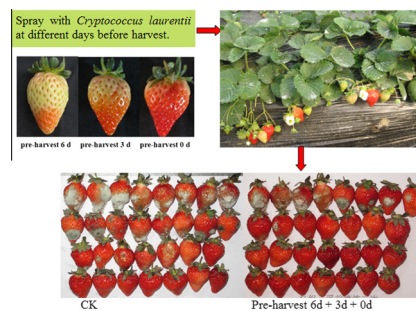 Spray with Cryptococcus laurentii
at different days before harvest.
pre-harvest 6 d pre-harvest 3 d pre-harvest 0 d
CK Pre-harvest 6d + 3d + 0d